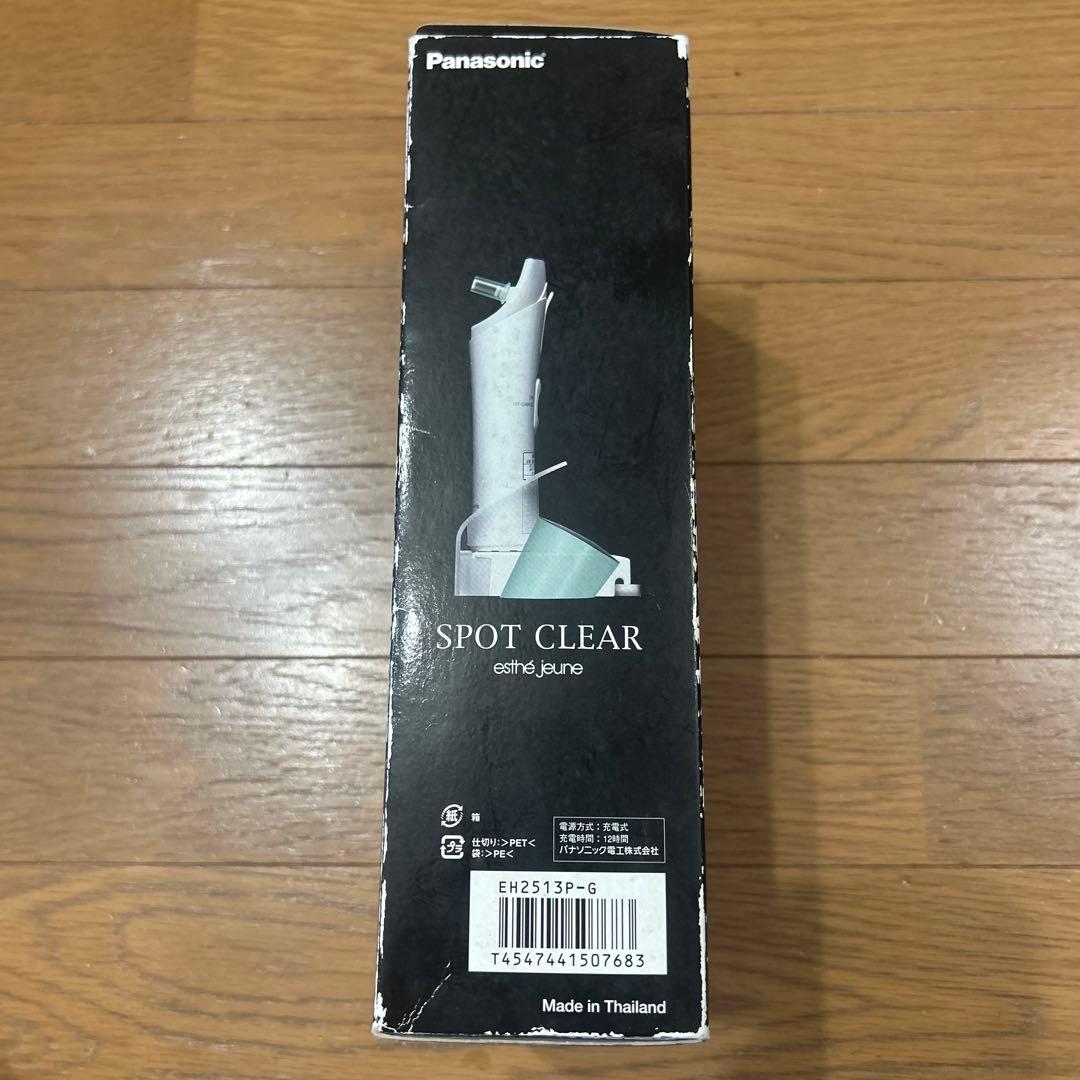 Panasonic
SPOT CLEAR
esthé jeune
紙 箱
プラ 仕切り:>PET<
袋:>PE<
電源方式:充電式
充電時間:12時間
パナソニック電工株式会社
EH2513P-G
T4547441507683
Made in Thailand